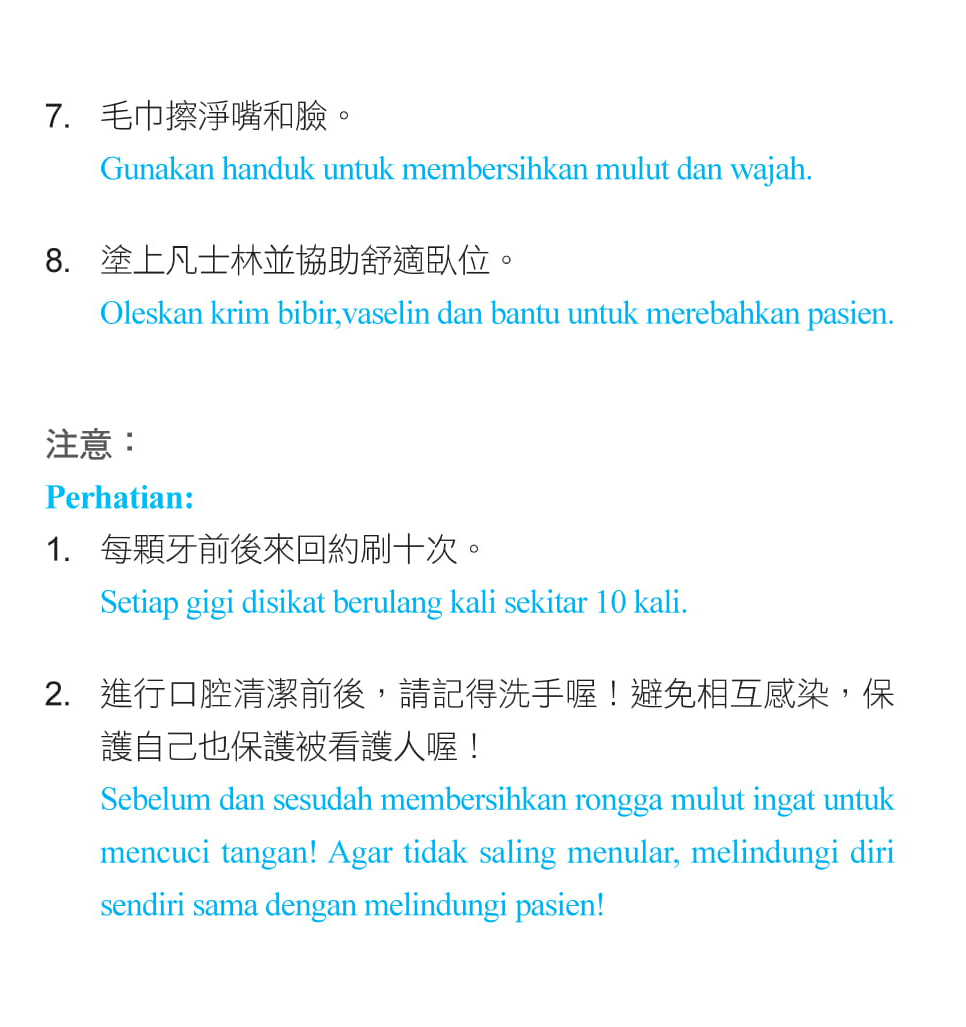 7. 毛巾擦淨嘴和臉。
Gunakan handuk untuk membersihkan mulut dan wajah.
8. 塗上凡士林並協助舒適臥位。
Oleskan krim bibir,vaselin dan bantu untuk merebahkan pasien.
注意：
Perhatian:
1. 每顆牙前後來回約刷十次。
Setiap gigi disikat berulang kali sekitar 10 kali.
2. 進行口腔清潔前後，請記得洗手喔！避免相互感染，保
護自己也保護被看護人喔！
Sebelum dan sesudah membersihkan rongga mulut ingat untuk
mencuci tangan! Agar tidak saling menular, melindungi diri
sendiri sama dengan melindungi pasien!